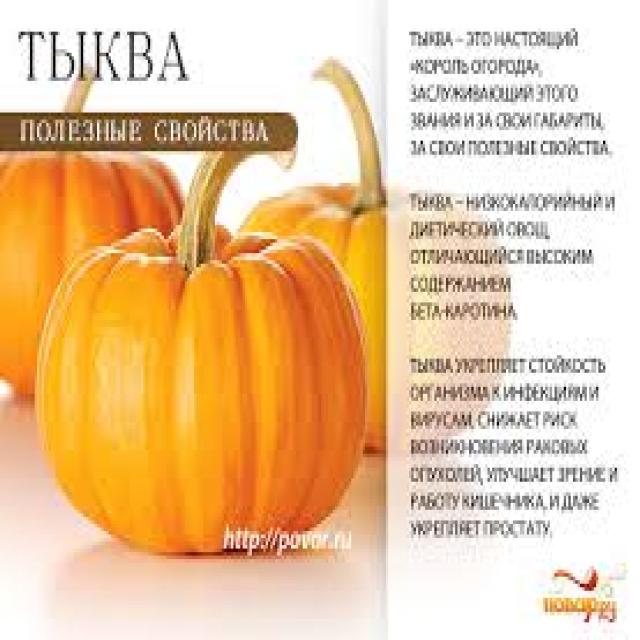 ТЫКВА
ПОЛЕЗНЫЕ СВОЙСТВА
ТЫКВА – ЭТО НАСТОЯЩИЙ
«КОРОЛЬ ОГОРОДА»,
ЗАСЛУЖИВАЮЩИЙ ЭТОГО
ЗВАНИЯ И ЗА СВОИ ГАБАРИТЫ,
ЗА СВОИ ПОЛЕЗНЫЕ СВОЙСТВА.
ТЫКВА – НИЗКОКАЛОРИЙНЫЙ И
ДИЕТИЧЕСКИЙ ОВОЩ,
ОТЛИЧАЮЩИЙСЯ ВЫСОКИМ
СОДЕРЖАНИЕМ
БЕТА-КАРОТИНА.
ТЫКВА УКРЕПЛЯЕТ СТОЙКОСТЬ
ОРГАНИЗМА К ИНФЕКЦИЯМ И
ВИРУСАМ, СНИЖАЕТ РИСК
ВОЗНИКНОВЕНИЯ РАКОВЫХ
ОПУХОЛЕЙ, УЛУЧШАЕТ ЗРЕНИЕ И
РАБОТУ КИШЕЧНИКА, И ДАЖЕ
УКРЕПЛЯЕТ ПРОСТАТУ.
http://povar.ru
повар.ру